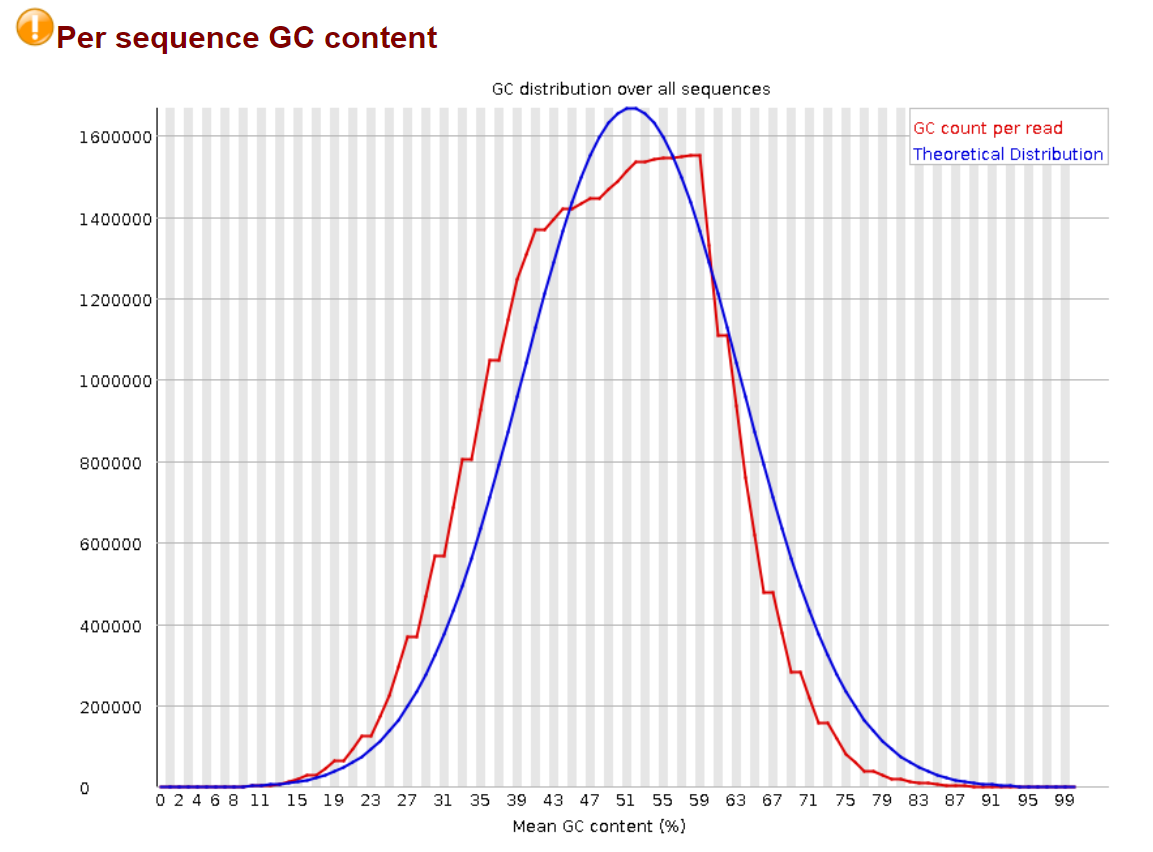 Per sequence GC content
GC distribution over all sequences
GC count per read
Theoretical Distribution
1600000
1400000
1200000
1000000
800000
600000
400000
200000
0
0 2 4 6 8 11 15 19 23 27 31 35 39 43 47 51 55 59 63 67 71 75 79 83 87 91 95 99
Mean GC content (%)